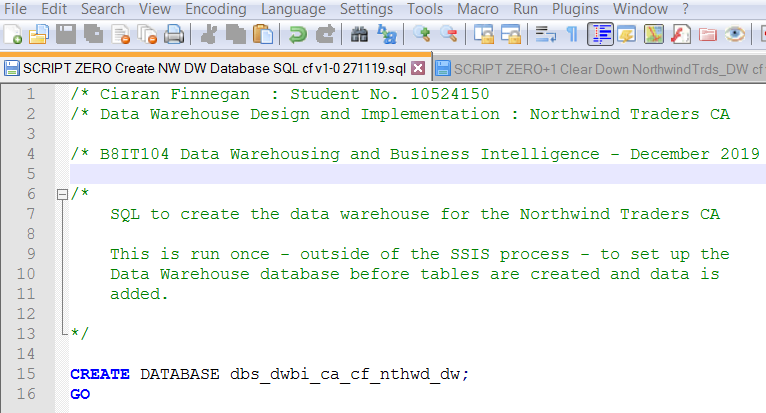 File Edit Search View Encoding Language Settings Tools Macro Run Plugins Window ?
SCRIPT ZERO Create NW DW Database SQL cf v1-0 271119.sql SCRIPT ZERO+1 Clear Down NorthwindTrds_DW cf
1 /* Ciaran Finnegan : Student No. 10524150
2 /* Data Warehouse Design and Implementation : Northwind Traders CA
3
4 /* B8IT104 Data Warehousing and Business Intelligence - December 2019
5
6 /*
7 SQL to create the data warehouse for the Northwind Traders CA
8
9 This is run once - outside of the SSIS process - to set up the
10 Data Warehouse database before tables are created and data is
11 added.
12
13 */
14
15 CREATE DATABASE dbs_dwbi_ca_cf_nthwd_dw;
16 GO